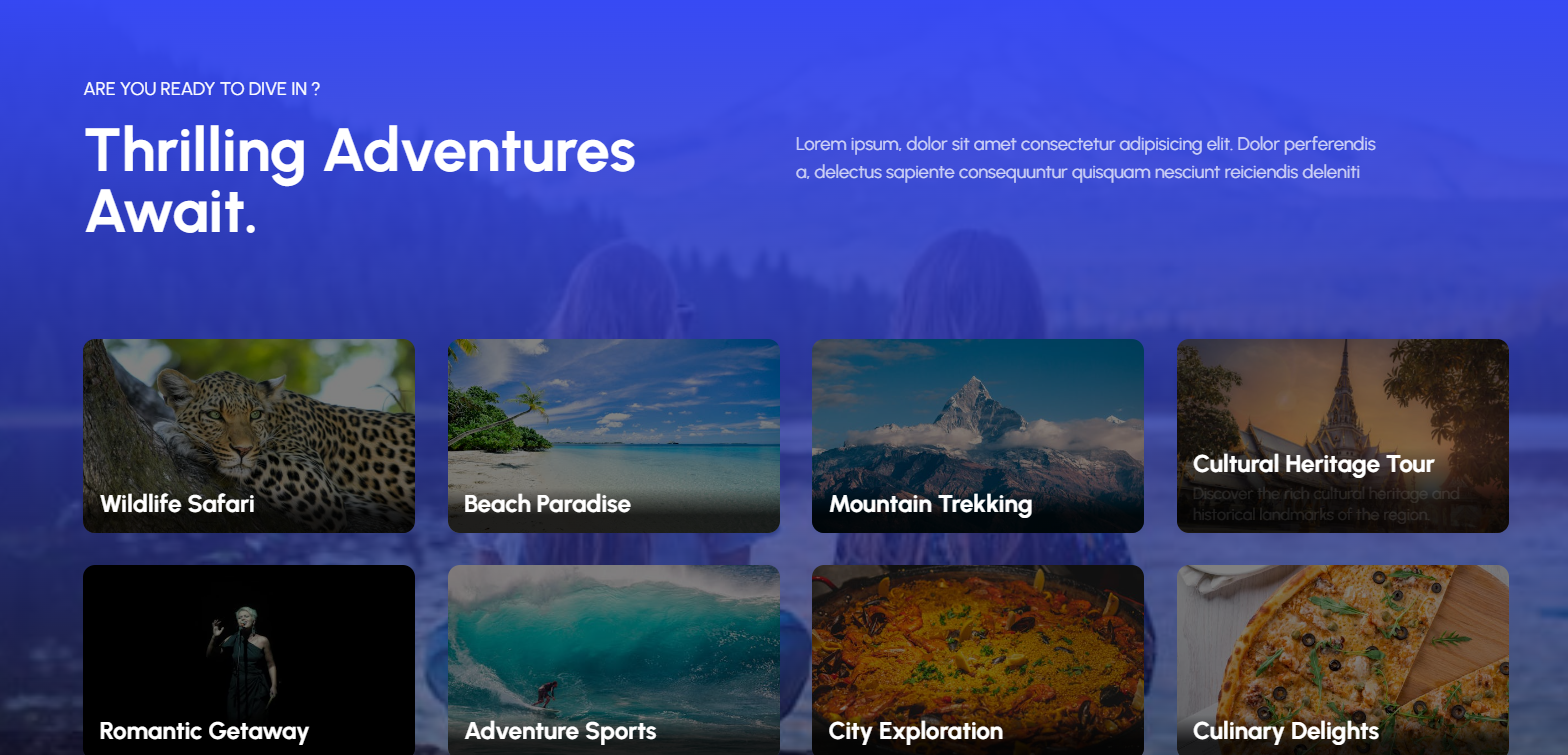 ARE YOU READY TO DIVE IN ?
Thrilling Adventures
Await.
Lorem ipsum, dolor sit amet consectetur adipisicing elit. Dolor perferendis
a, delectus sapiente consequuntur quisquam nesciunt reiciendis deleniti
Wildlife Safari
Beach Paradise
Mountain Trekking
Cultural Heritage Tour
Discover the rich cultural heritage and
historical landmarks of the region.
Romantic Getaway
Adventure Sports
City Exploration
Culinary Delights